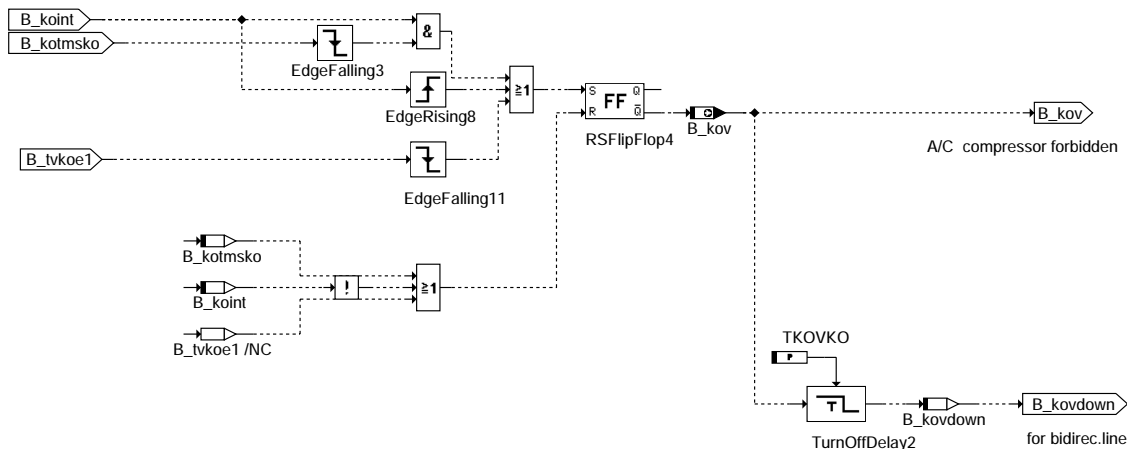 B_koint
B_kotmsko
&
EdgeFalling3
≥1
S
FF
Q
R
Q̅
EdgeRising8
RSFlipFlop4
B_kov
B_kov
A/C compressor forbidden
B_tvkoe1
EdgeFalling11
B_kotmsko
!
≥1
B_koint
B_tvkoe1 /NC
TKOVKO
P
T
B_kovdown
B_kovdown
TurnOffDelay2
for bidirec.line